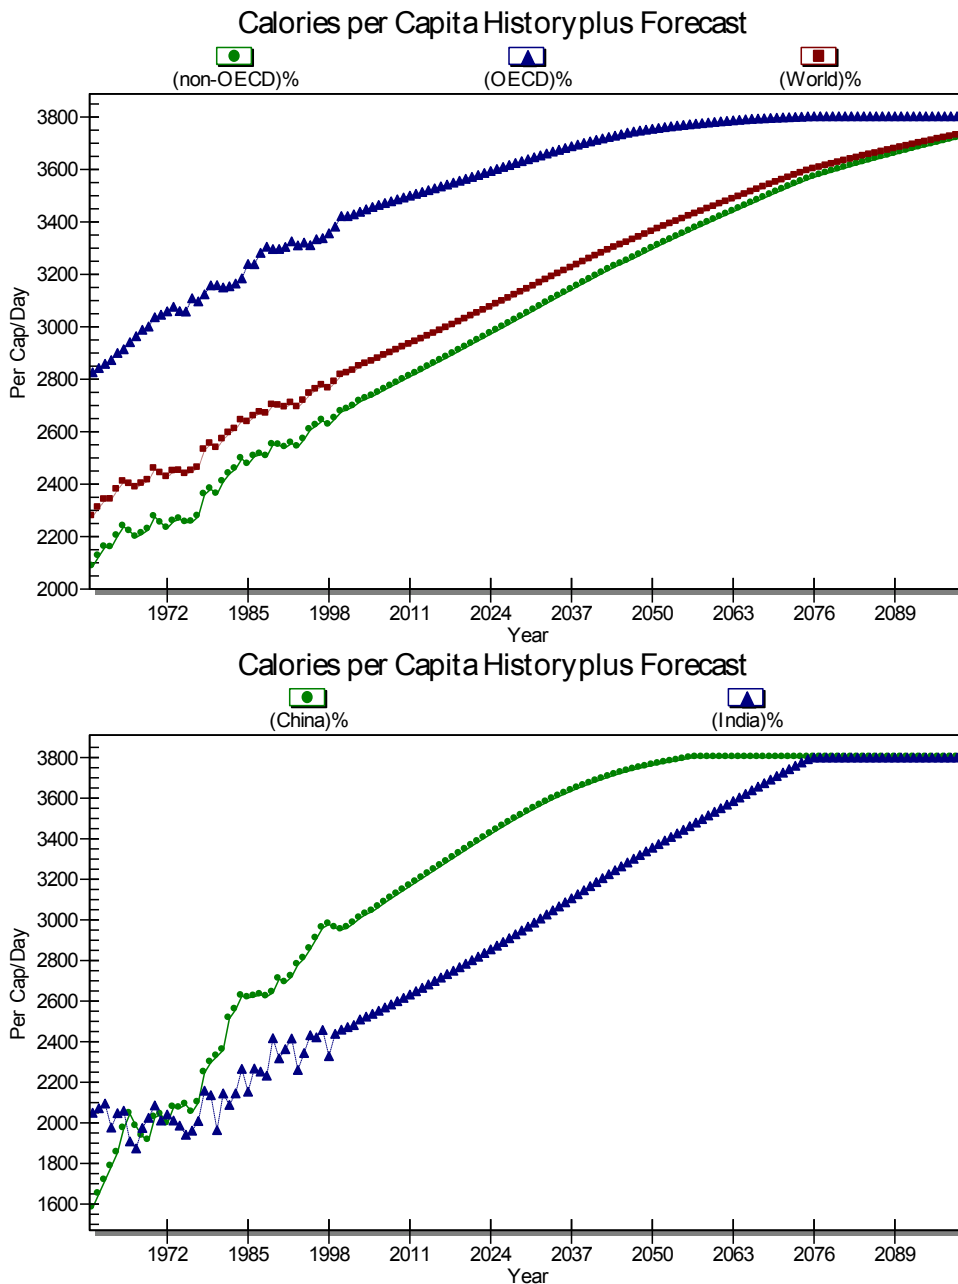 Calories per Capita History plus Forecast
(non-OECD)% (OECD)% (World)%
3800
3600
3400
3200
3000
2800
2600
2400
2200
2000
Per Cap/Day
1972 1985 1998 2011 2024 2037 2050 2063 2076 2089
Year
Calories per Capita History plus Forecast
(China)% (India)%
3800
3600
3400
3200
3000
2800
2600
2400
2200
2000
1800
1600
Per Cap/Day
1972 1985 1998 2011 2024 2037 2050 2063 2076 2089
Year